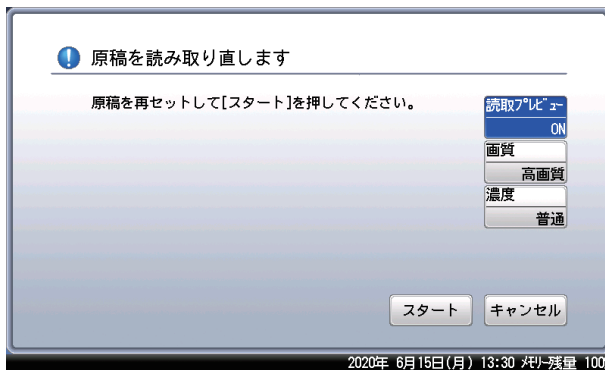 原稿を読み取り直します
原稿を再セットして[スタート]を押してください。
読取プレビュー
ON
画質
高画質
濃度
普通
スタート
キャンセル
2020年 6月15日(月) 13:30 メモリー残量 100